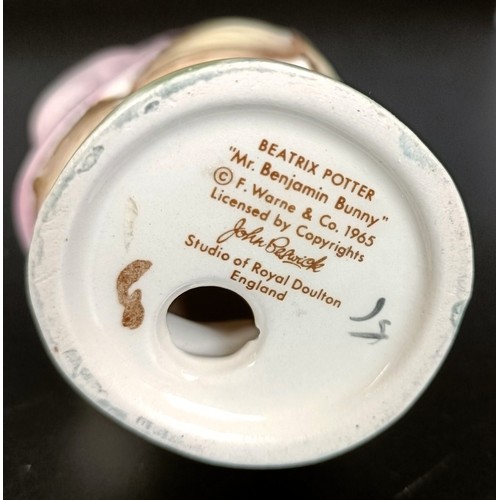 BEATRIX POTTER
"Mr. Benjamin Bunny"
© F. Warne & Co. 1965
Licensed by Copyrights
John Beswick
Studio of Royal Doulton
England